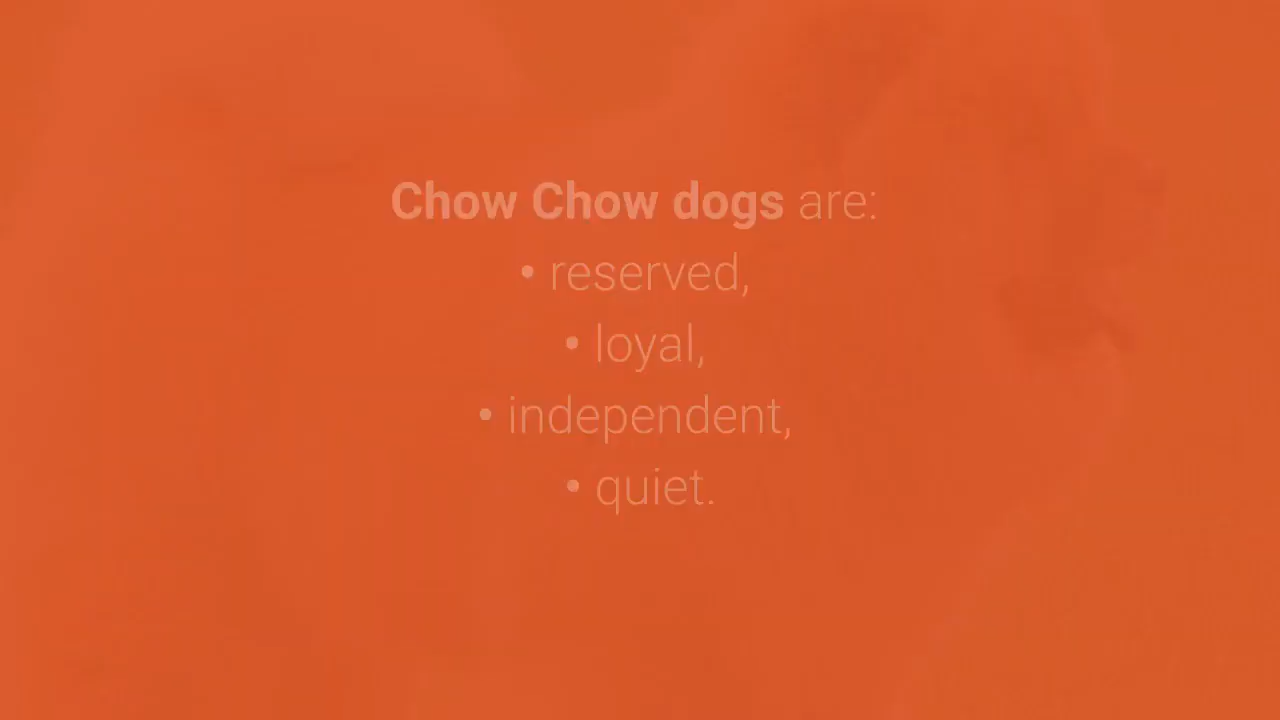 Chow Chow dogs are:
• reserved,
• loyal,
• independent,
• quiet.